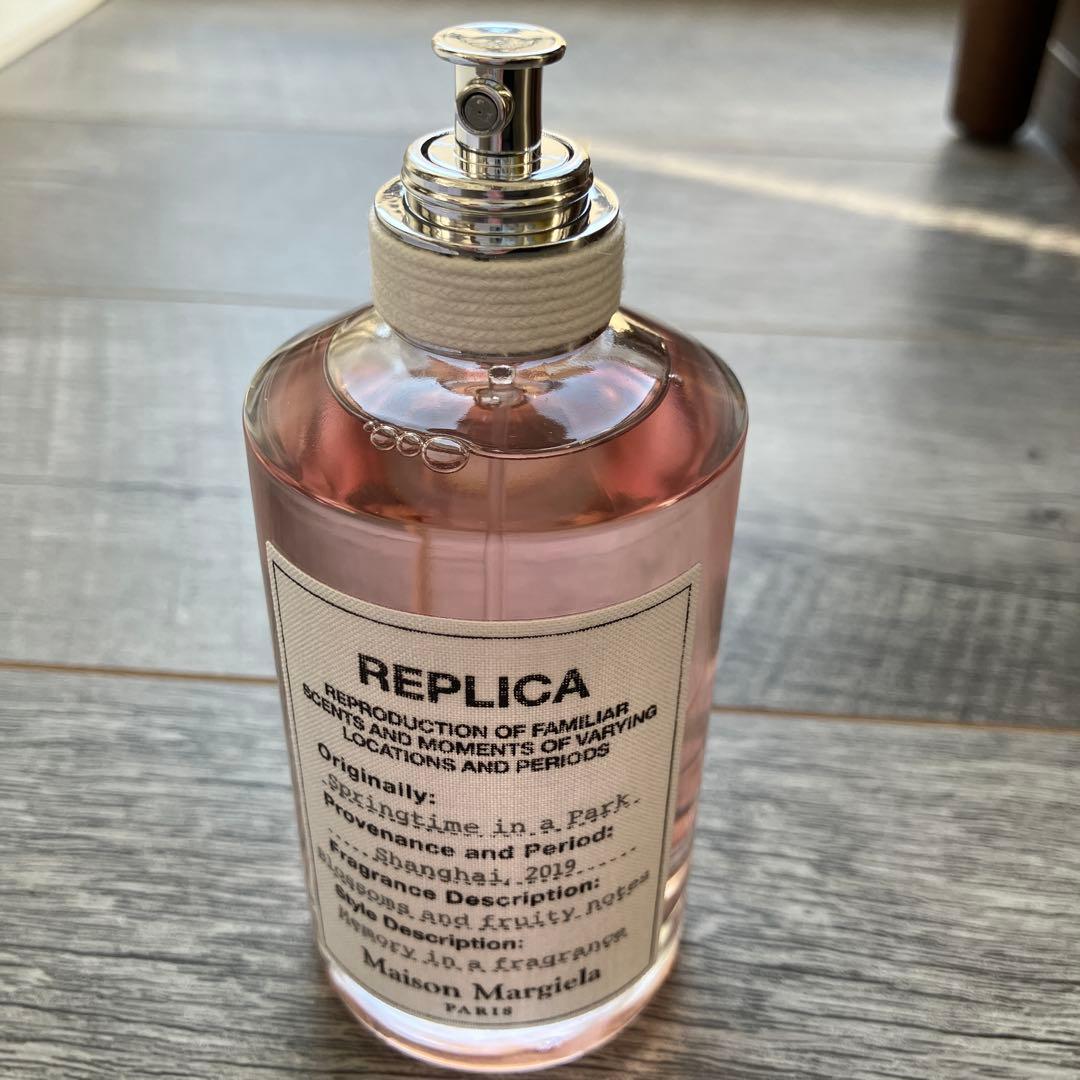 REPLICA
REPRODUCTION OF FAMILIAR
SCENTS AND MOMENTS OF VARYING
LOCATIONS AND PERIODS
Originally:
Springtime in a Park
Provenance and Period:
Shanghai, 2019
Fragrance Description:
Blossoms and fruity notes
Style Description:
Memory in a fragrance
Maison Margiela
PARIS